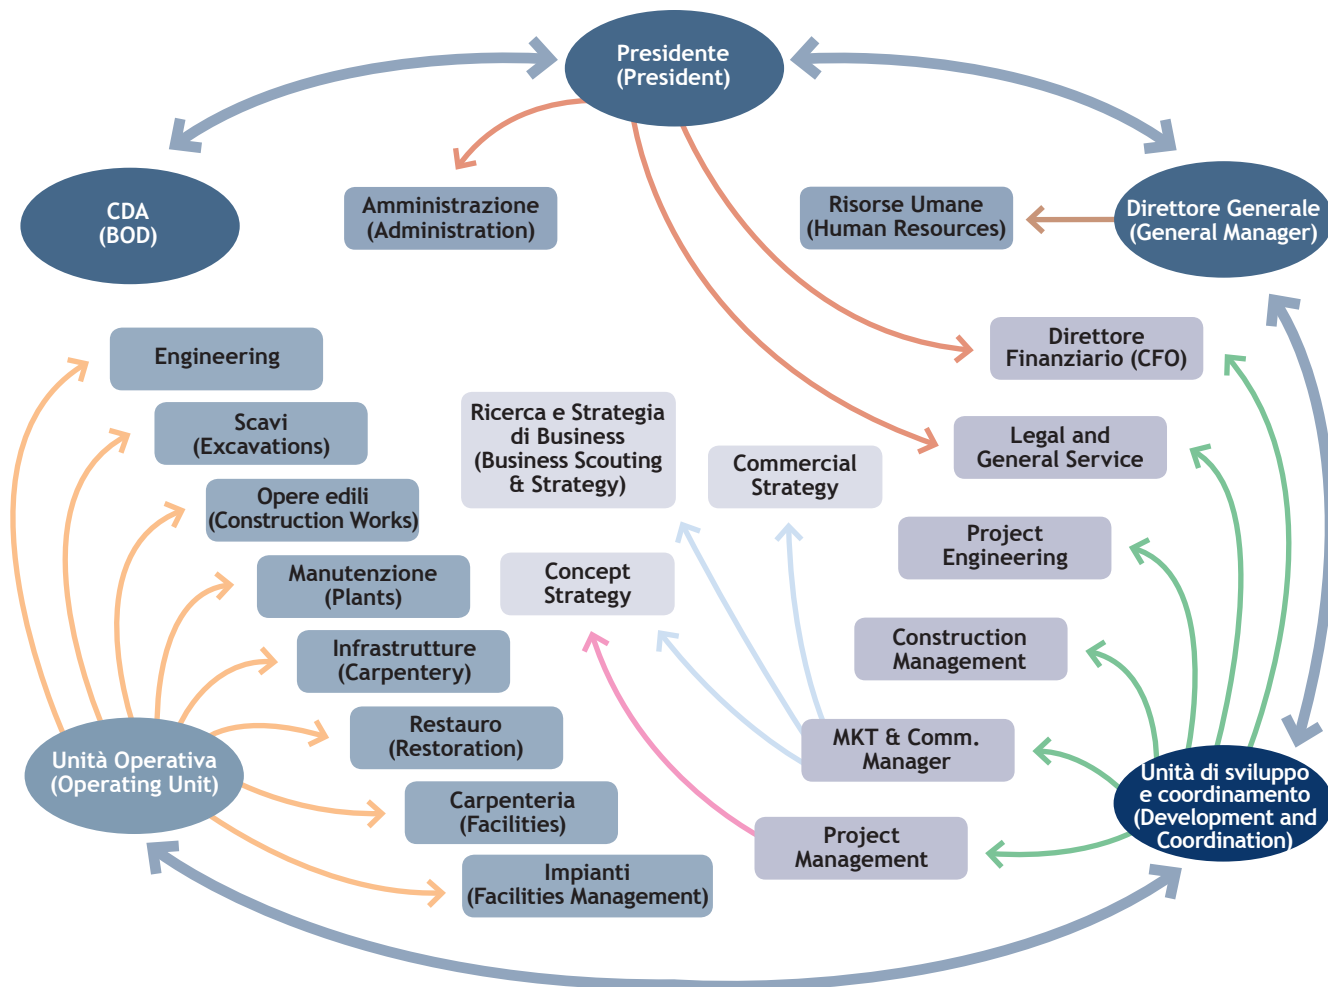 Presidente
(President)
CDA
(BOD)
Amministrazione
(Administration)
Risorse Umane
(Human Resources)
Direttore Generale
(General Manager)
Engineering
Scavi
(Excavations)
Opere edili
(Construction Works)
Manutenzione
(Plants)
Infrastrutture
(Carpentery)
Restauro
(Restoration)
Carpenteria
(Facilities)
Impianti
(Facilities Management)
Unità Operativa
(Operating Unit)
Ricerca e Strategia
di Business
(Business Scouting
& Strategy)
Commercial
Strategy
Concept
Strategy
Direttore
Finanziario (CFO)
Legal and
General Service
Project
Engineering
Construction
Management
MKT & Comm.
Manager
Project
Management
Unità di sviluppo
e coordinamento
(Development and
Coordination)